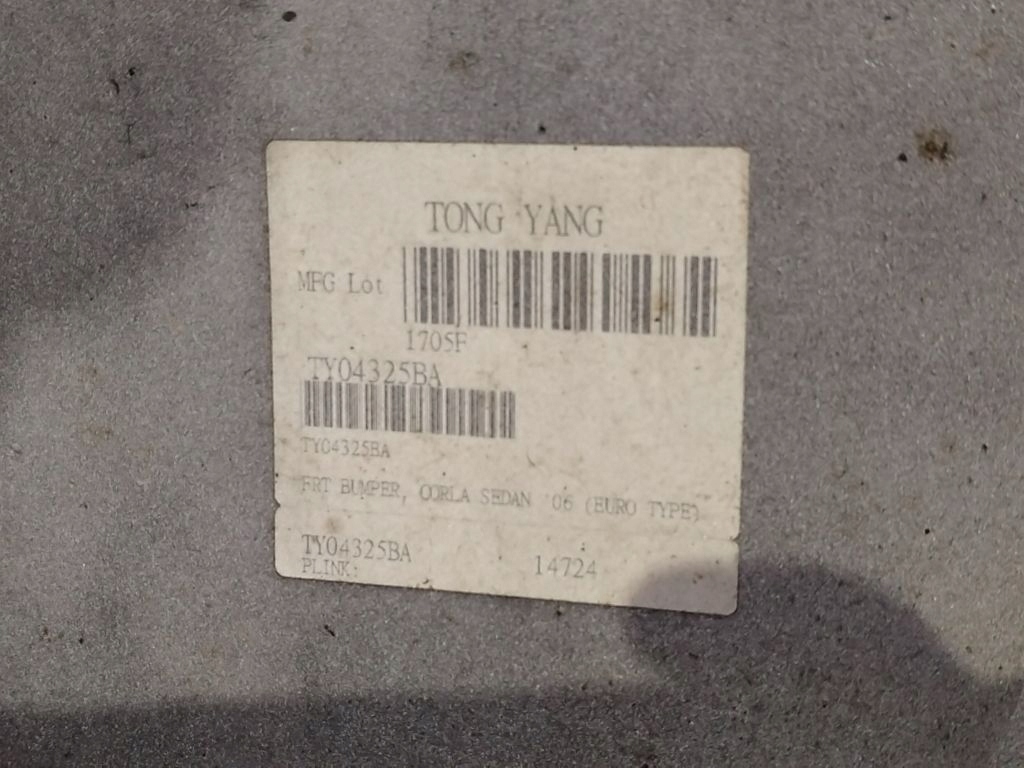 TONG YANG
MFG Lot
1705F
TY04325BA
TY04325BA
FRT BUMPER, CORLA SEDAN '06 (EURO TYPE)
TY04325BA 14724
PLINK: